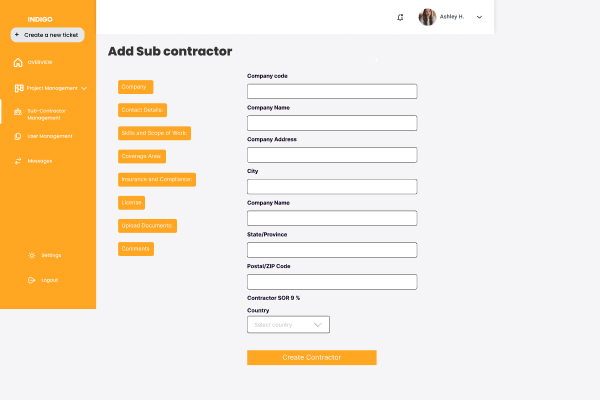 INDIGO
+ Create a new ticket
OVERVIEW
Project Management
Sub-Contractor
Management
User Management
Messages
Settings
Logout
Ashley H.
Add Sub contractor
Company
Contact Details
Skills and Scope of Work
Coverage Area
Insurance and Compliance
License
Upload Documents
Comments
Company code
Company Name
Company Address
City
Company Name
State/Province
Postal/ZIP Code
Contractor SOR 9 %
Country
Select country
Create Contractor